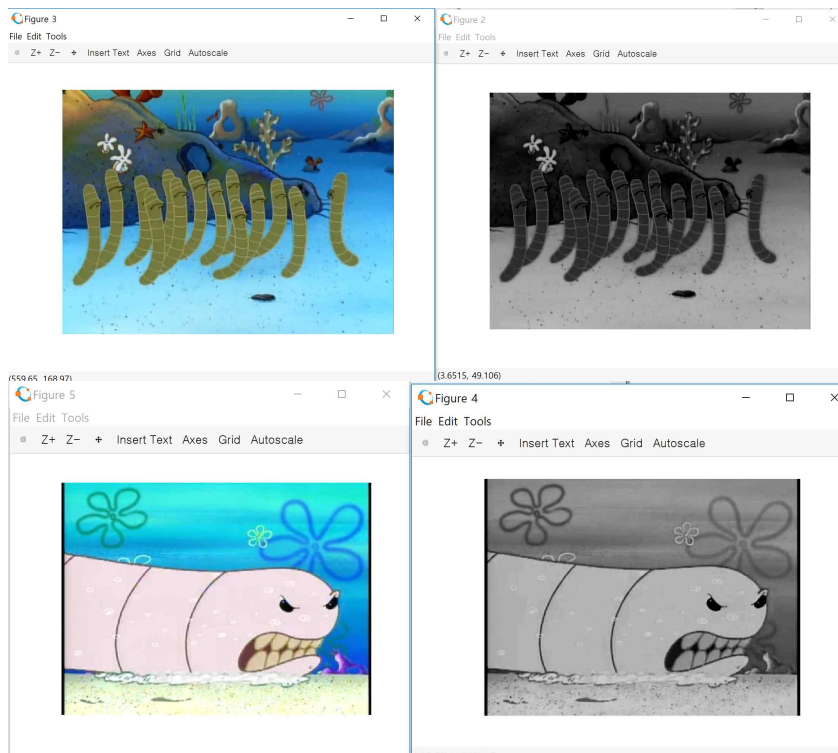 Figure 3
File Edit Tools
Z+ Z− Insert Text Axes Grid Autoscale
(559.65, 168.97)
Figure 2
File Edit Tools
Z+ Z− Insert Text Axes Grid Autoscale
(3.6515, 49.106)
Figure 5
File Edit Tools
Z+ Z− Insert Text Axes Grid Autoscale
Figure 4
File Edit Tools
Z+ Z− Insert Text Axes Grid Autoscale